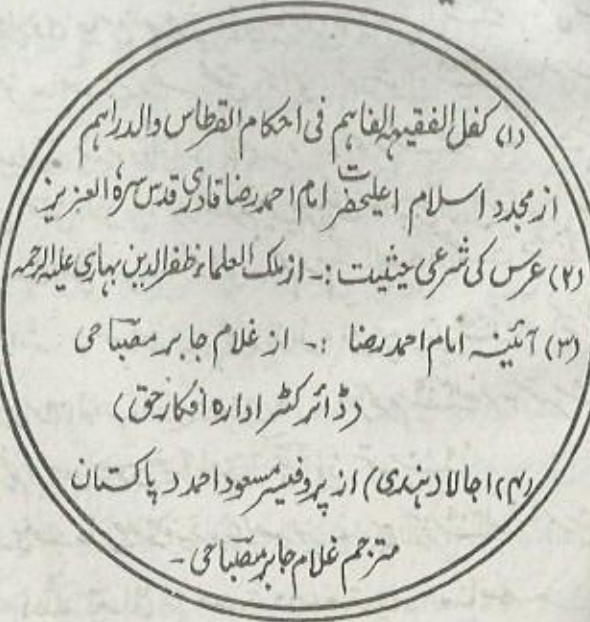 (۱) کفل الفقیہ الفاہم فی احکام القرطاس والدراہم
از مجدد اسلام اعلیحضرت امام احمد رضا قادری قدس سرہٗ العزیز
(۲) عرس کی شرعی حیثیت :۔ از ملک العلماء ظفر الدین بہاری علیہ الرحمہ
(۳) آئینہ امام احمد رضا :۔ از غلام جابر مصباحی
(ڈائرکٹر ادارہ افکار حق)
(۴) اجالا (ہندی) از پروفیسر مسعود احمد (پاکستان
مترجم غلام جابر مصباحی ۔